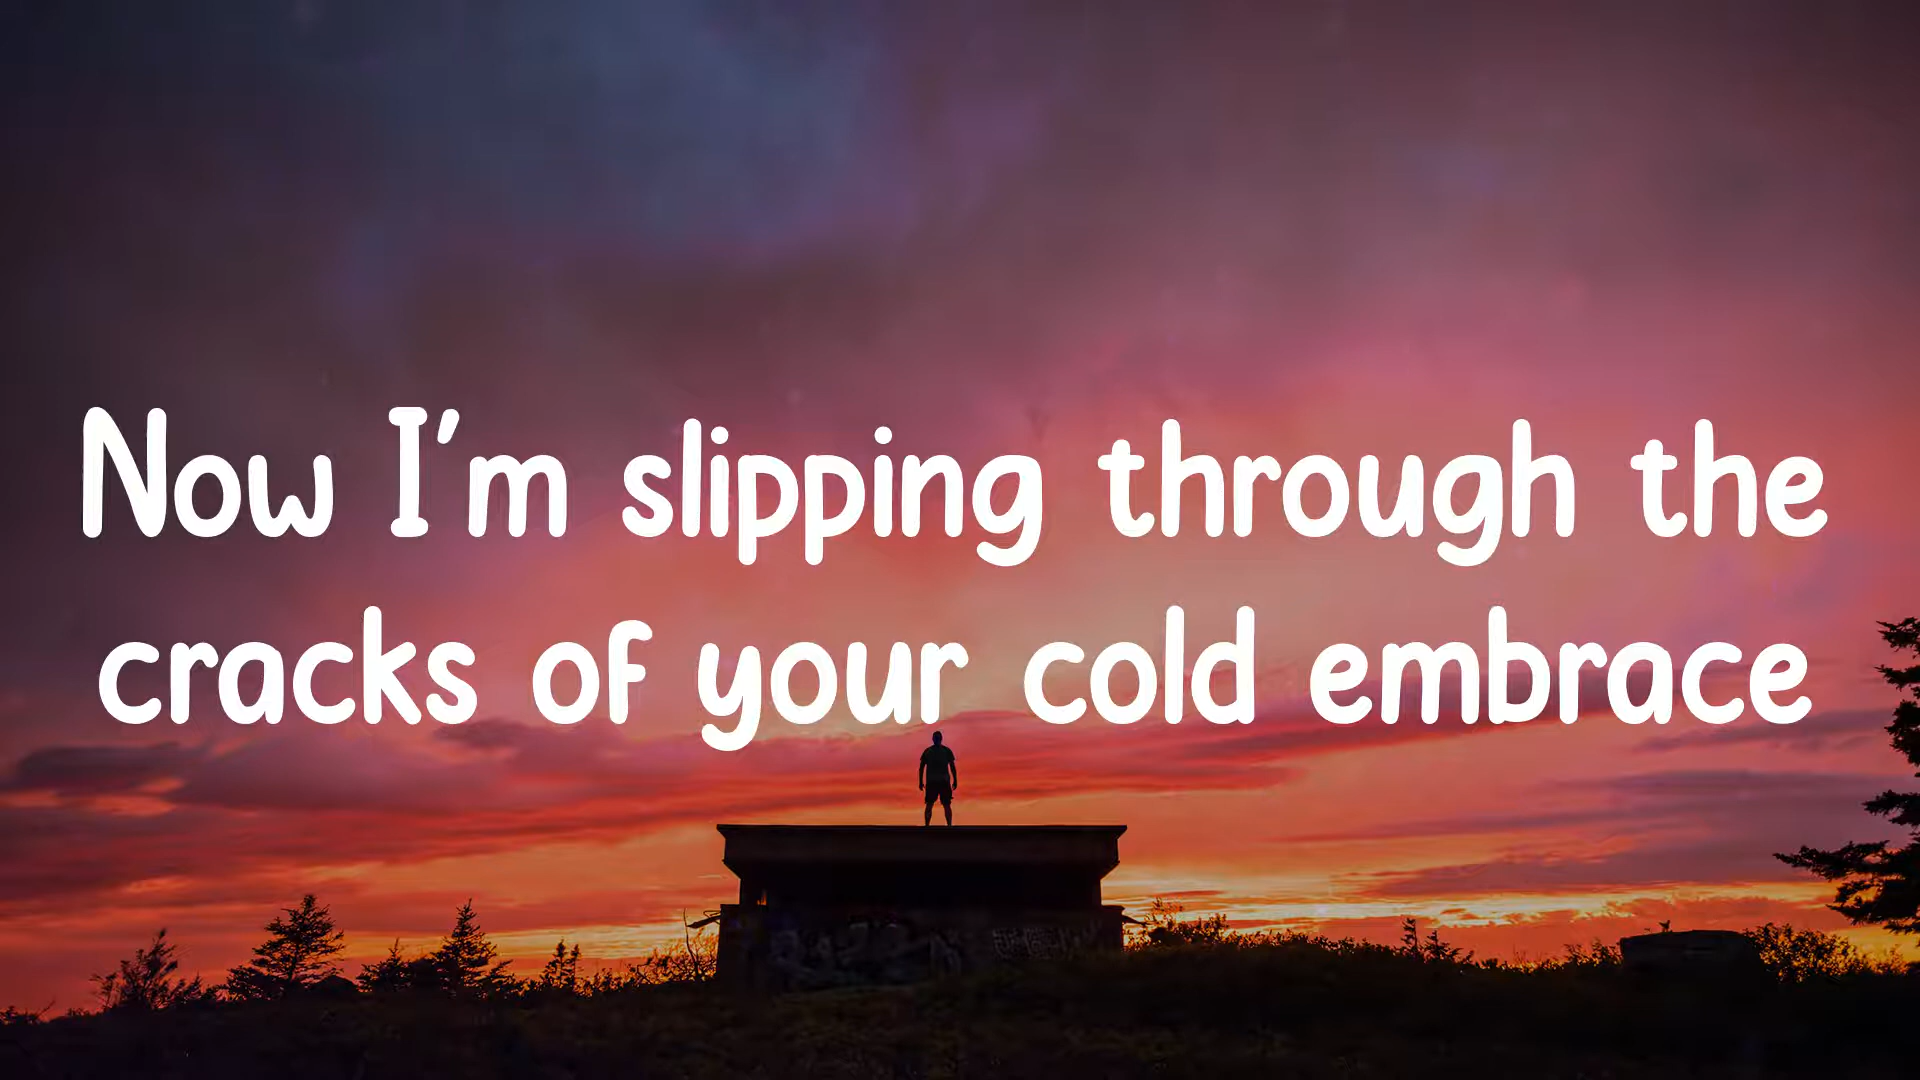 Now I'm slipping through the
cracks of your cold embrace